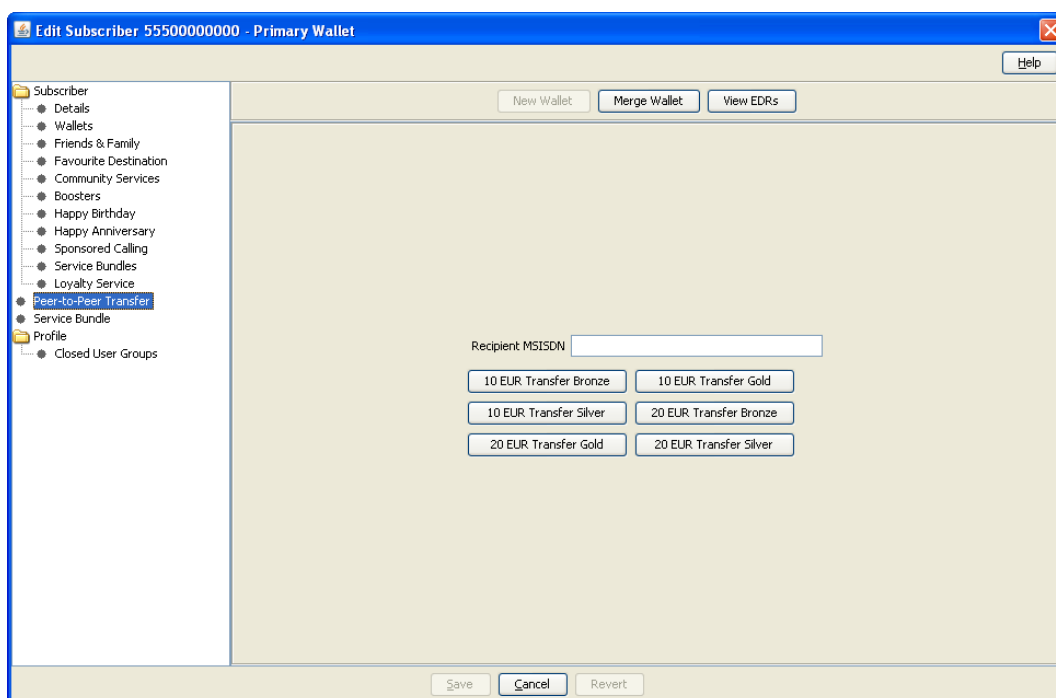 Edit Subscriber 55500000000 - Primary Wallet
Help
Subscriber
Details
Wallets
Friends & Family
Favourite Destination
Community Services
Boosters
Happy Birthday
Happy Anniversary
Sponsored Calling
Service Bundles
Loyalty Service
Peer-to-Peer Transfer
Service Bundle
Profile
Closed User Groups
New Wallet Merge Wallet View EDRs
Recipient MSISDN
10 EUR Transfer Bronze 10 EUR Transfer Gold
10 EUR Transfer Silver 20 EUR Transfer Bronze
20 EUR Transfer Gold 20 EUR Transfer Silver
Save Cancel Revert